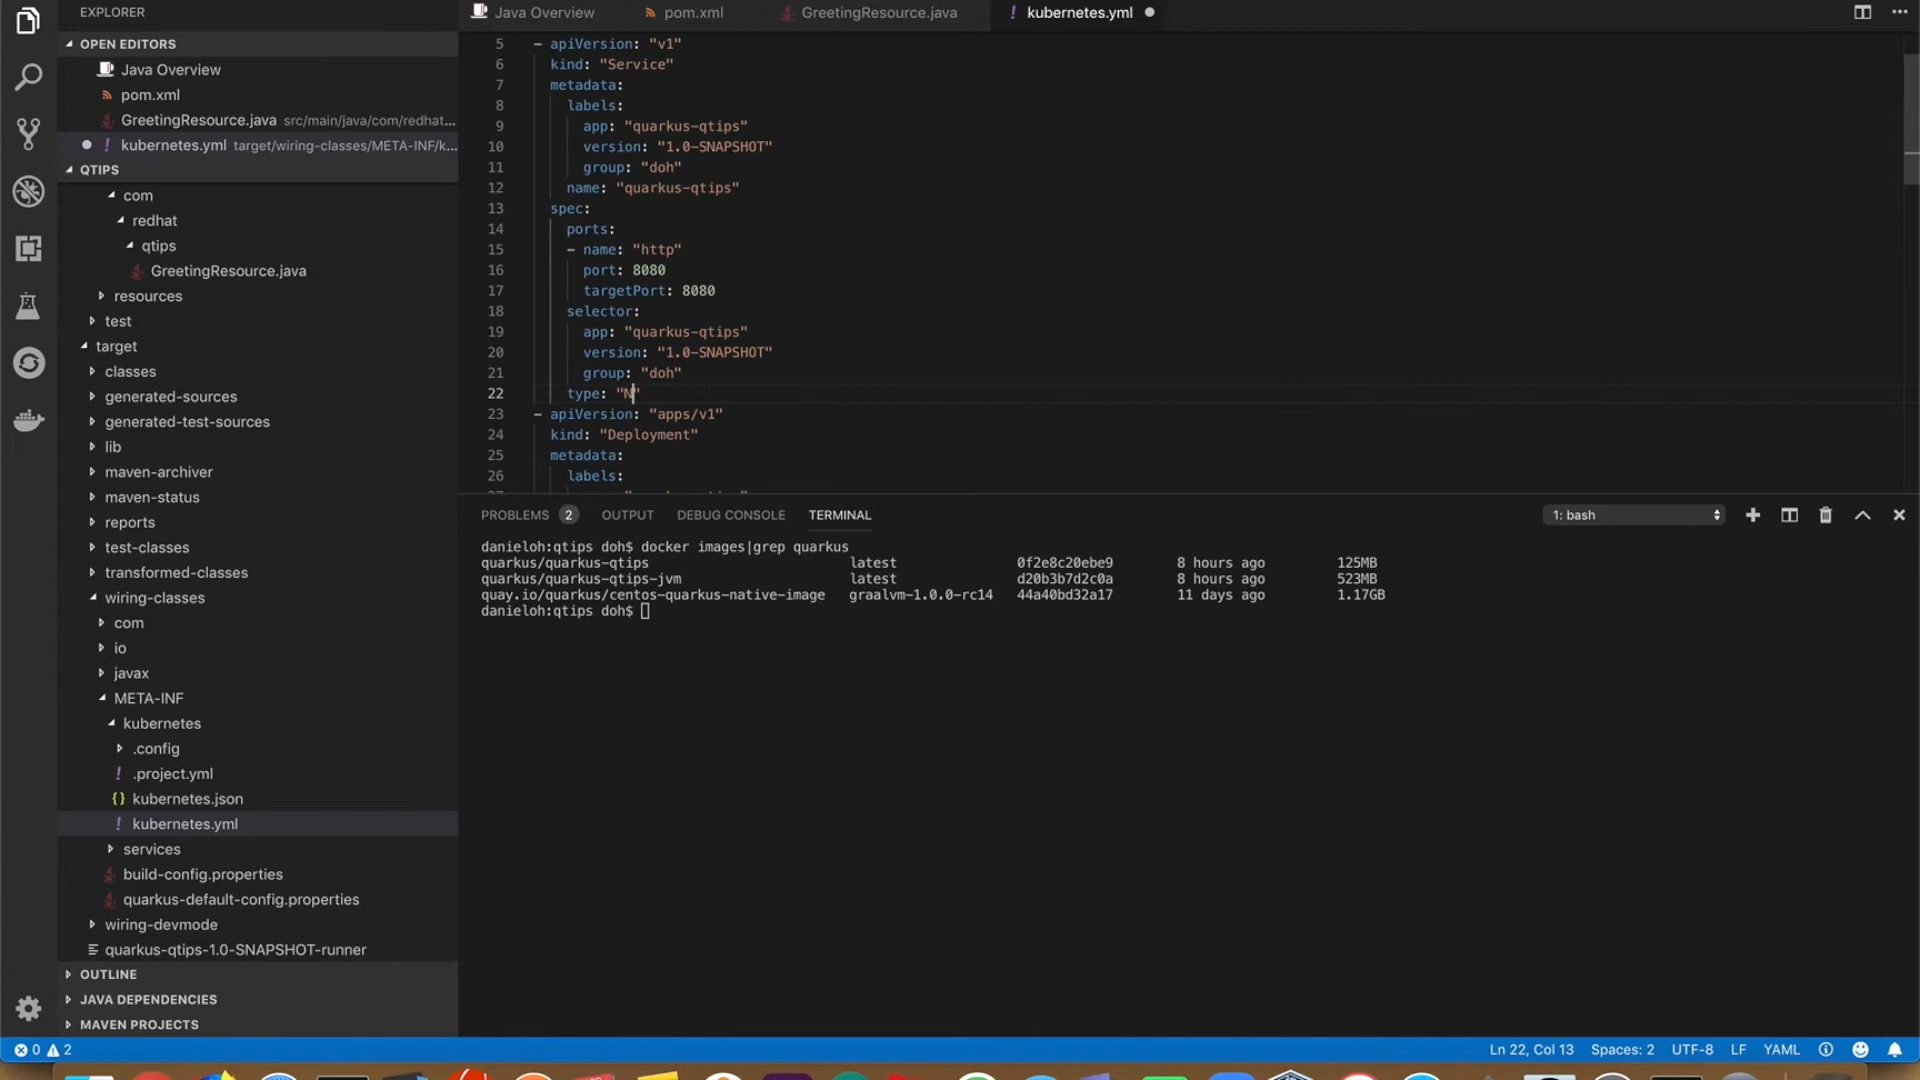 EXPLORER
OPEN EDITORS
Java Overview
pom.xml
GreetingResource.java src/main/java/com/redhat...
! kubernetes.yml target/wiring-classes/META-INF/k...
QTIPS
com
redhat
qtips
GreetingResource.java
resources
test
target
classes
generated-sources
generated-test-sources
lib
maven-archiver
maven-status
reports
test-classes
transformed-classes
wiring-classes
com
io
javax
META-INF
kubernetes
.config
! .project.yml
{} kubernetes.json
! kubernetes.yml
services
build-config.properties
quarkus-default-config.properties
wiring-devmode
quarkus-qtips-1.0-SNAPSHOT-runner
OUTLINE
JAVA DEPENDENCIES
MAVEN PROJECTS
Java Overview pom.xml GreetingResource.java ! kubernetes.yml
5 - apiVersion: "v1"
6 kind: "Service"
7 metadata:
8 labels:
9 app: "quarkus-qtips"
10 version: "1.0-SNAPSHOT"
11 group: "doh"
12 name: "quarkus-qtips"
13 spec:
14 ports:
15 - name: "http"
16 port: 8080
17 targetPort: 8080
18 selector:
19 app: "quarkus-qtips"
20 version: "1.0-SNAPSHOT"
21 group: "doh"
22 type: "N"
23 - apiVersion: "apps/v1"
24 kind: "Deployment"
25 metadata:
26 labels:
PROBLEMS 2 OUTPUT DEBUG CONSOLE TERMINAL 1: bash
danieloh:qtips doh$ docker images|grep quarkus
quarkus/quarkus-qtips latest 0f2e8c20ebe9 8 hours ago 125MB
quarkus/quarkus-qtips-jvm latest d20b3b7d2c0a 8 hours ago 523MB
quay.io/quarkus/centos-quarkus-native-image graalvm-1.0.0-rc14 44a40bd32a17 11 days ago 1.17GB
danieloh:qtips doh$
0 2 Ln 22, Col 13 Spaces: 2 UTF-8 LF YAML